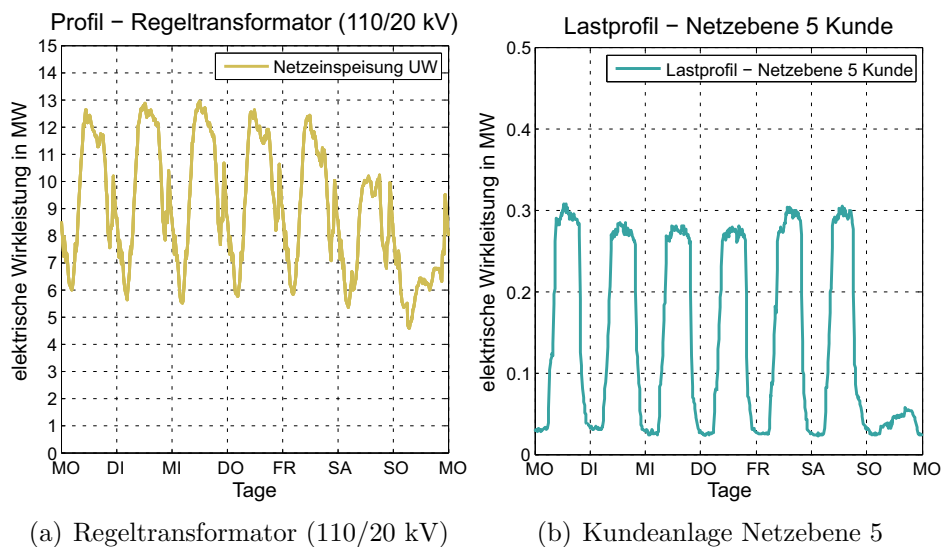 Profil − Regeltransformator (110/20 kV)
Netzeinspeisung UW
elektrische Wirkleistung in MW
15
14
13
12
11
10
9
8
7
6
5
4
3
2
1
0
MO DI MI DO FR SA SO MO
Tage
(a) Regeltransformator (110/20 kV)
Lastprofil − Netzebene 5 Kunde
Lastprofil − Netzebene 5 Kunde
elektrische Wirkleitsung in MW
0.5
0.4
0.3
0.2
0.1
0
MO DI MI DO FR SA SO MO
Tage
(b) Kundeanlage Netzebene 5